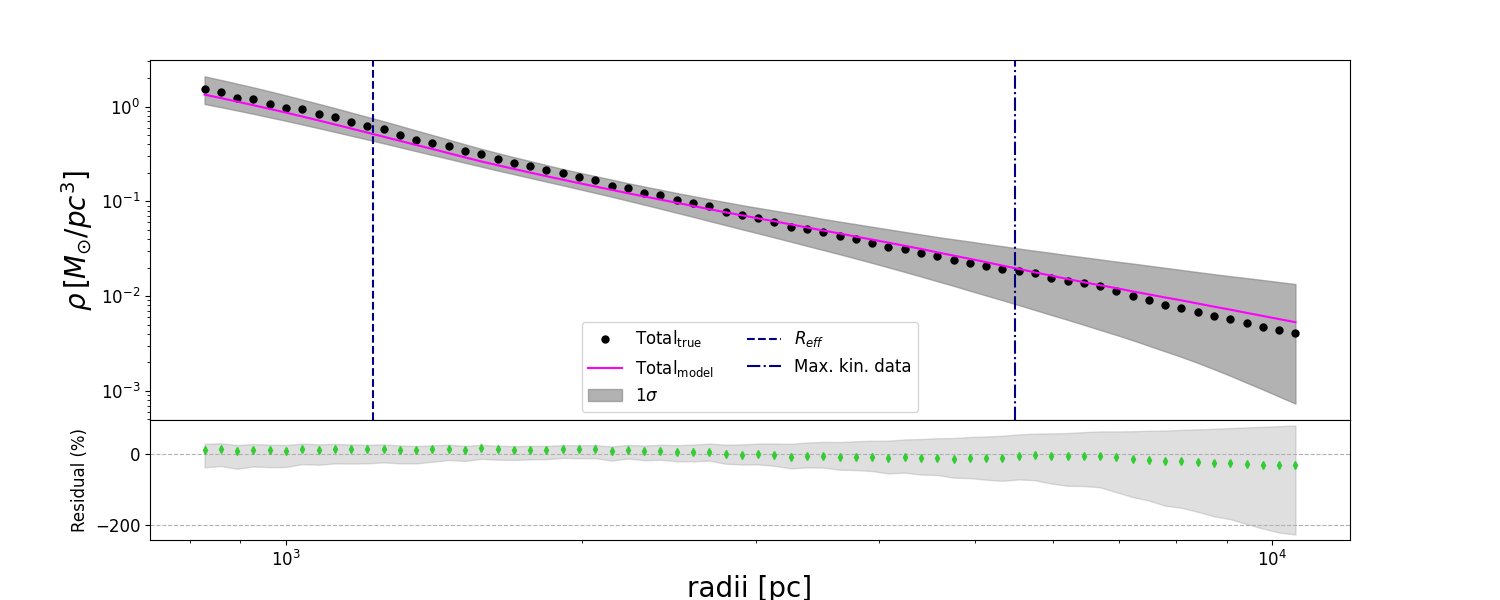 ρ [M⊙/pc³]
10⁰
10⁻¹
10⁻²
10⁻³
Total_true
Total_model
1σ
R_eff
Max. kin. data
Residual (%)
0
−200
10³
10⁴
radii [pc]